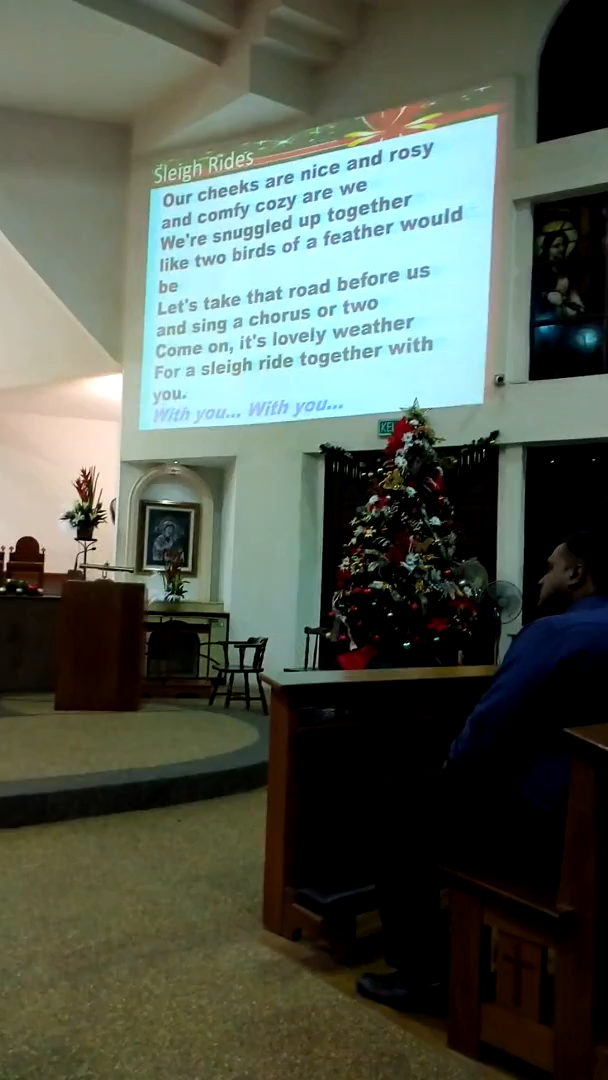 Sleigh Rides
Our cheeks are nice and rosy
and comfy cozy are we
We're snuggled up together
like two birds of a feather would
be
Let's take that road before us
and sing a chorus or two
Come on, it's lovely weather
For a sleigh ride together with
you.
With you... With you...